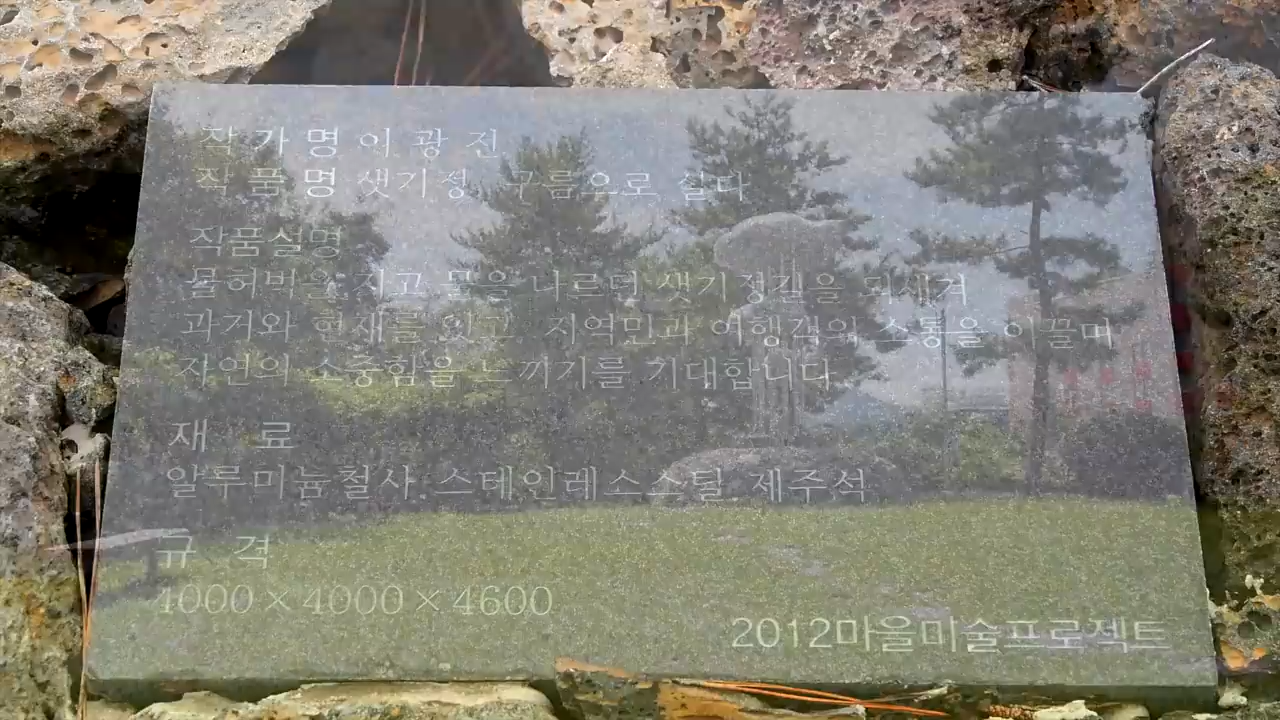 작가명 이광진
작품명 샛기정, 구름으로 살다
작품설명
물허벅을 지고 물을 나르던 샛기정길을 되새겨
과거와 현재를 잇고, 지역민과 여행객의 소통을 이끌며
자연의 소중함을 느끼기를 기대합니다
재 료
알루미늄철사, 스테인레스스틸, 제주석
규 격
4000×4000×4600
2012마을미술프로젝트